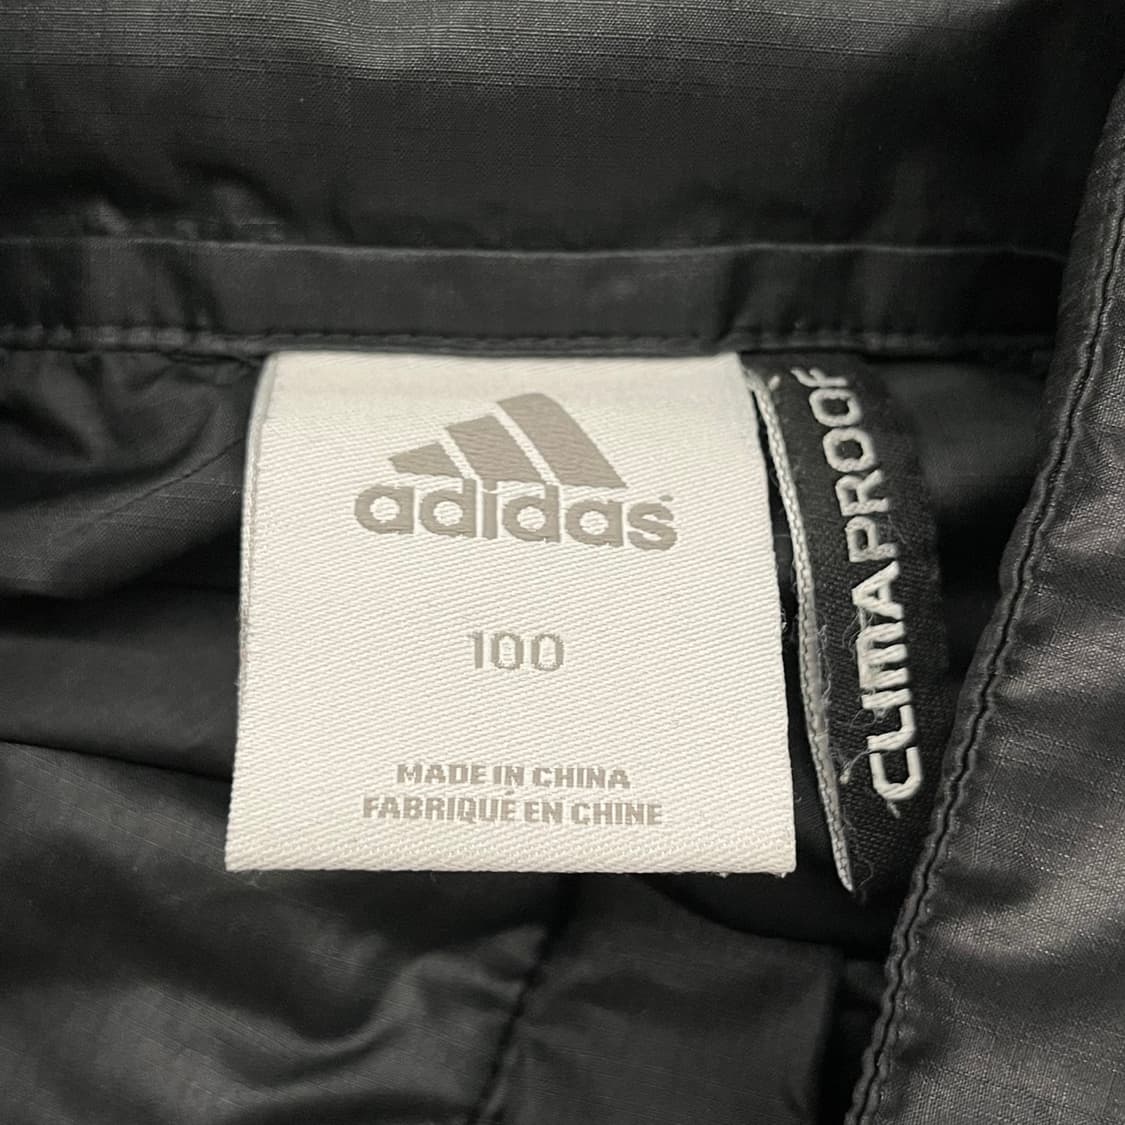 adidas
100
MADE IN CHINA
FABRIQUÉ EN CHINE
CLIMAPROOF